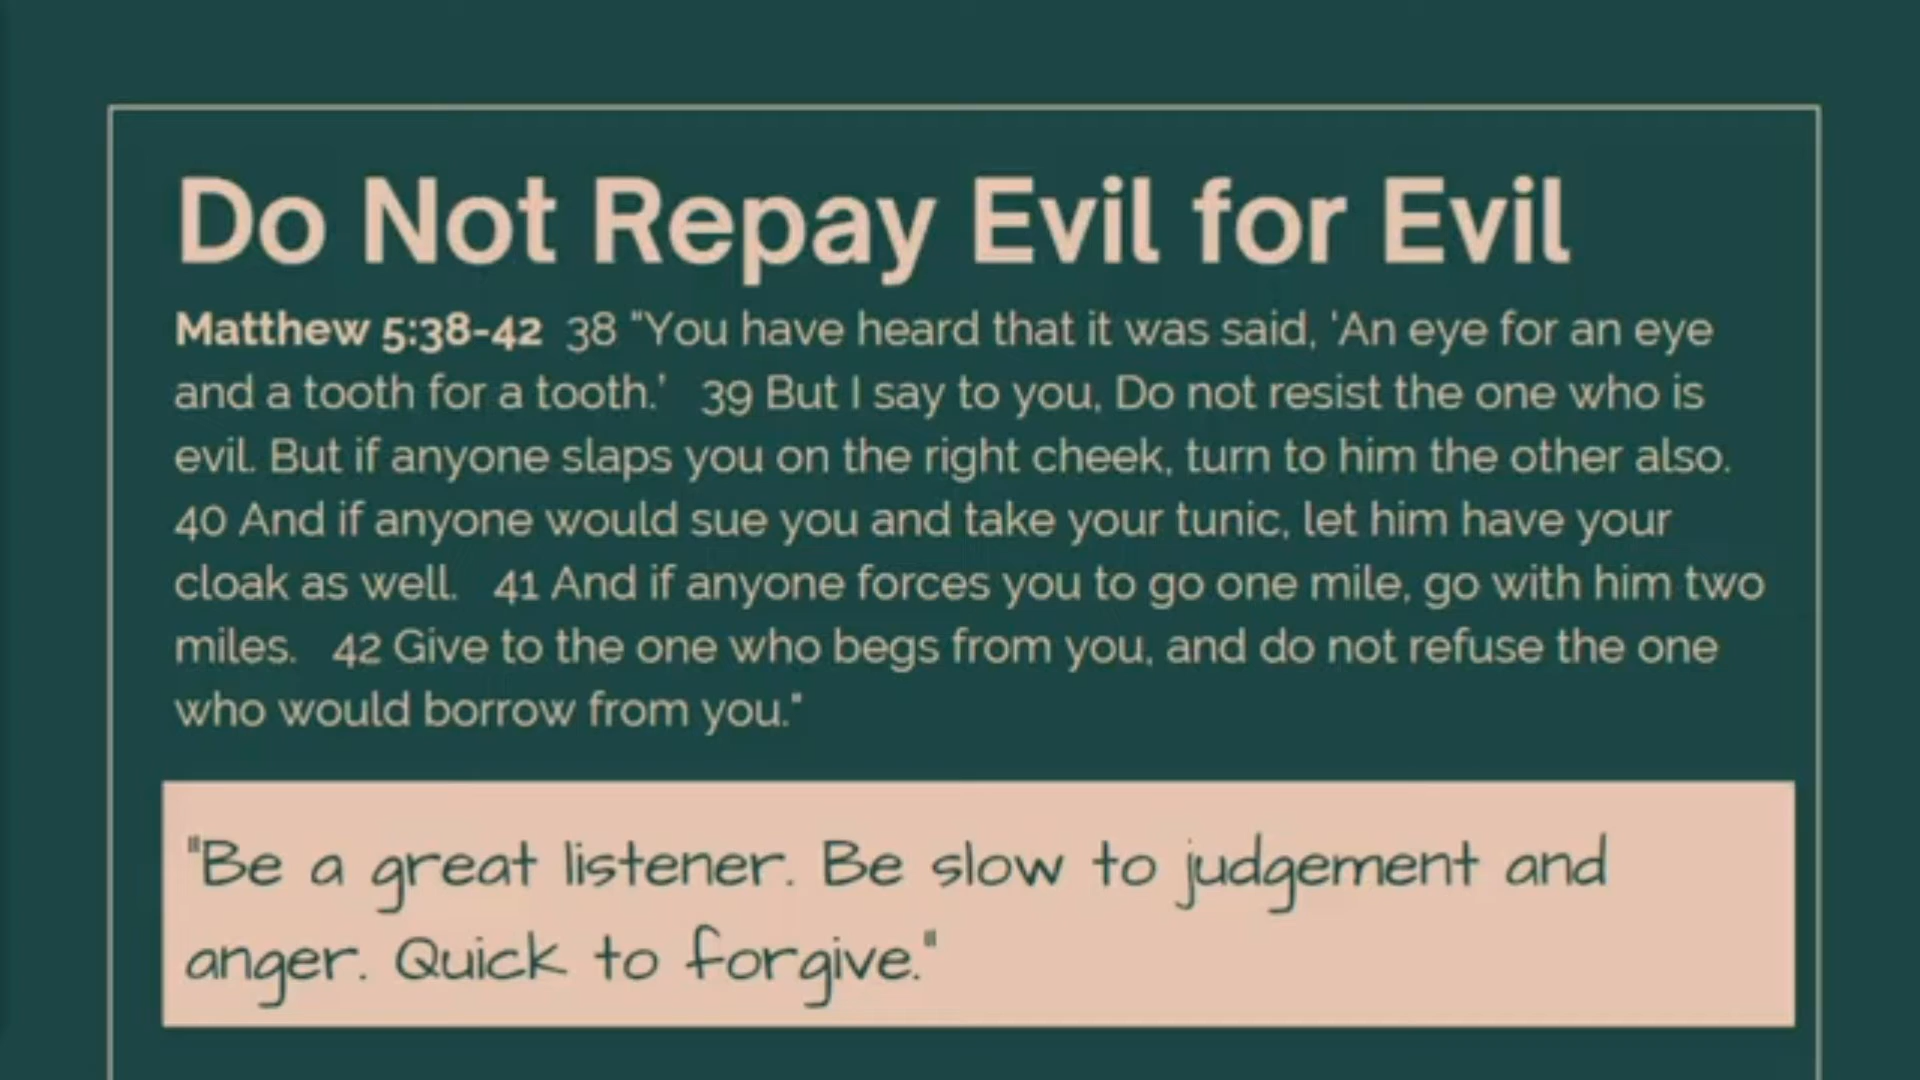 Do Not Repay Evil for Evil
Matthew 5:38-42 38 "You have heard that it was said, 'An eye for an eye
and a tooth for a tooth.' 39 But I say to you, Do not resist the one who is
evil. But if anyone slaps you on the right cheek, turn to him the other also.
40 And if anyone would sue you and take your tunic, let him have your
cloak as well. 41 And if anyone forces you to go one mile, go with him two
miles. 42 Give to the one who begs from you, and do not refuse the one
who would borrow from you."
"Be a great listener. Be slow to judgement and
anger. Quick to forgive."